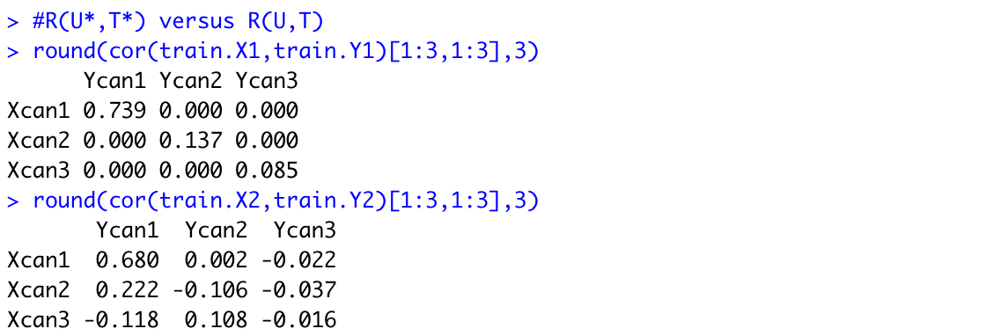 > #R(U*,T*) versus R(U,T)
> round(cor(train.X1,train.Y1)[1:3,1:3],3)
      Ycan1 Ycan2 Ycan3
Xcan1 0.739 0.000 0.000
Xcan2 0.000 0.137 0.000
Xcan3 0.000 0.000 0.085
> round(cor(train.X2,train.Y2)[1:3,1:3],3)
       Ycan1  Ycan2  Ycan3
Xcan1  0.680  0.002 -0.022
Xcan2  0.222 -0.106 -0.037
Xcan3 -0.118  0.108 -0.016